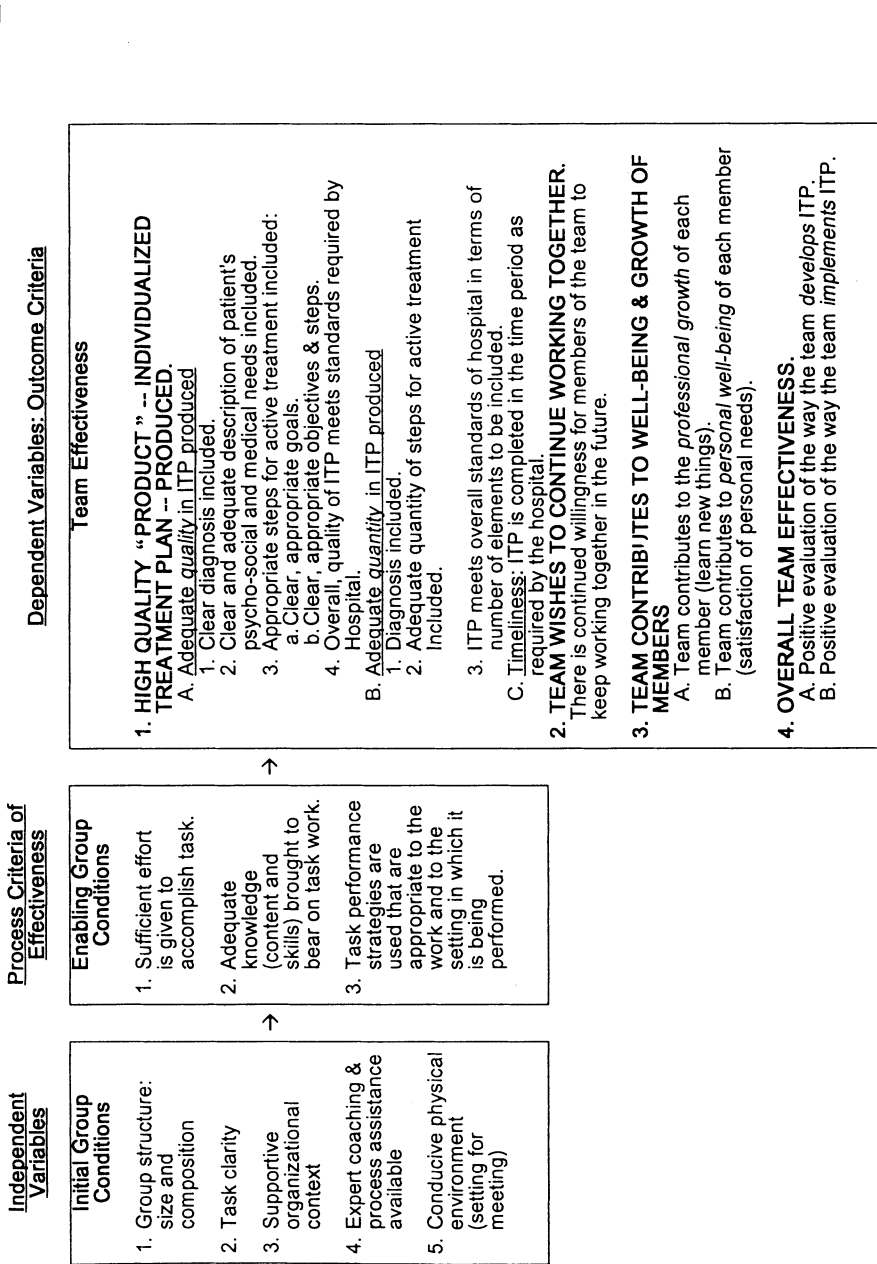 Independent
Variables
Initial Group
Conditions
1. Group structure:
size and
composition
2. Task clarity
3. Supportive
organizational
context
4. Expert coaching &
process assistance
available
5. Conducive physical
environment
(setting for
meeting)
→
Process Criteria of
Effectiveness
Enabling Group
Conditions
1. Sufficient effort
is given to
accomplish task.
2. Adequate
knowledge
(content and
skills) brought to
bear on task work.
3. Task performance
strategies are
used that are
appropriate to the
work and to the
setting in which it
is being
performed.
→
Dependent Variables: Outcome Criteria
Team Effectiveness
1. HIGH QUALITY “PRODUCT” -- INDIVIDUALIZED
TREATMENT PLAN -- PRODUCED.
A. Adequate quality in ITP produced
1. Clear diagnosis included.
2. Clear and adequate description of patient's
psycho-social and medical needs included.
3. Appropriate steps for active treatment included:
a. Clear, appropriate goals.
b. Clear, appropriate objectives & steps.
4. Overall, quality of ITP meets standards required by
Hospital.
B. Adequate quantity in ITP produced
1. Diagnosis included.
2. Adequate quantity of steps for active treatment
Included.
3. ITP meets overall standards of hospital in terms of
number of elements to be included.
C. Timeliness: ITP is completed in the time period as
required by the hospital.
2. TEAM WISHES TO CONTINUE WORKING TOGETHER.
There is continued willingness for members of the team to
keep working together in the future.
3. TEAM CONTRIBUTES TO WELL-BEING & GROWTH OF
MEMBERS
A. Team contributes to the professional growth of each
member (learn new things).
B. Team contributes to personal well-being of each member
(satisfaction of personal needs).
4. OVERALL TEAM EFFECTIVENESS.
A. Positive evaluation of the way the team develops ITP.
B. Positive evaluation of the way the team implements ITP.